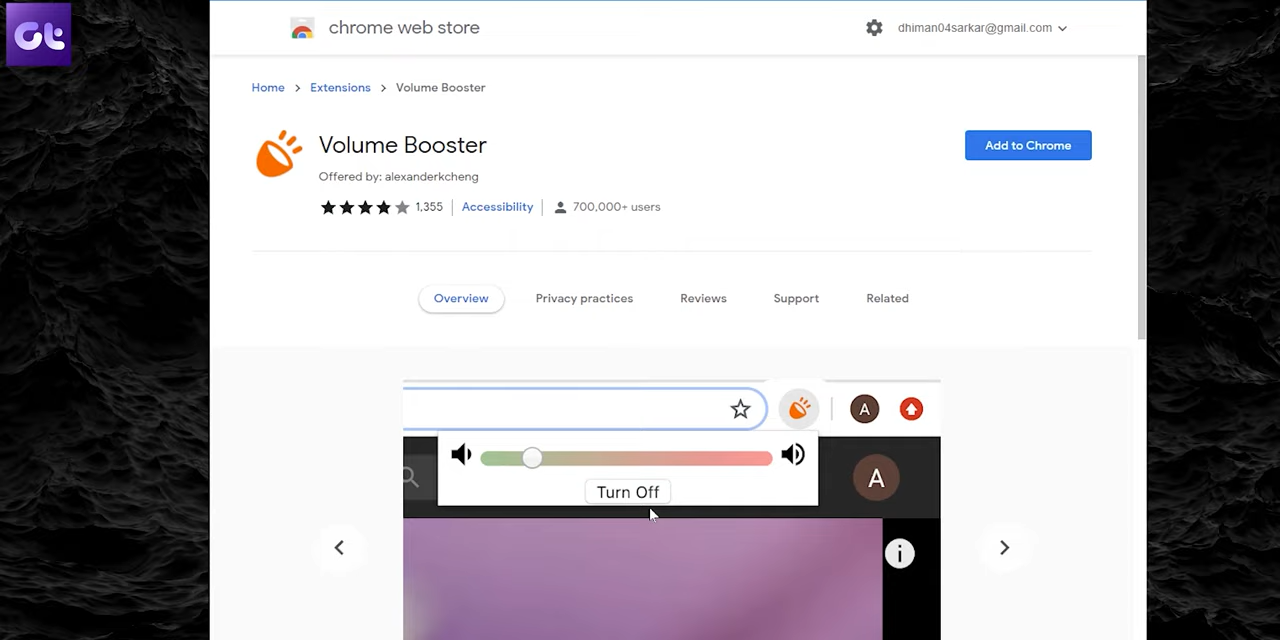 Gt
chrome web store
dhiman04sarkar@gmail.com
Home > Extensions > Volume Booster
Volume Booster
Add to Chrome
Offered by: alexanderkcheng
1,355 | Accessibility | 700,000+ users
Overview Privacy practices Reviews Support Related
A
Turn Off
A
i